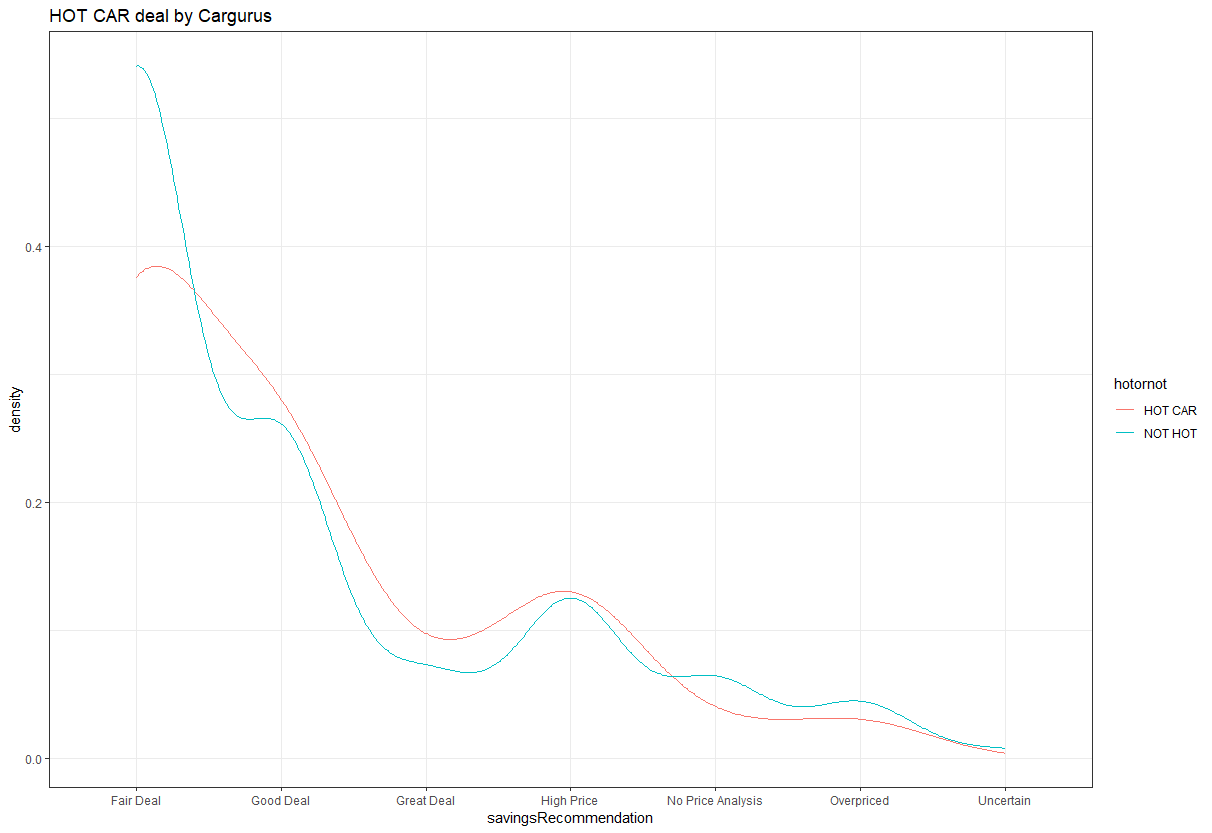 HOT CAR deal by Cargurus
density
0.4
0.2
0.0
Fair Deal
Good Deal
Great Deal
High Price
No Price Analysis
Overpriced
Uncertain
savingsRecommendation
hotornot
HOT CAR
NOT HOT